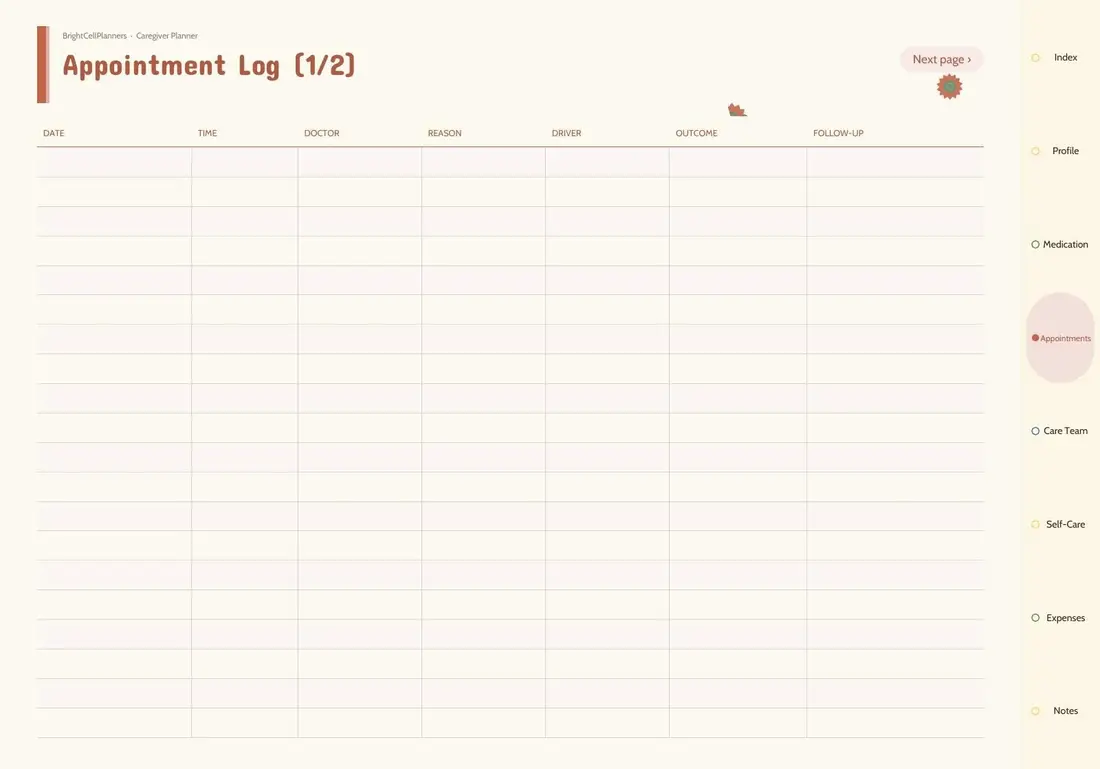 BrightCellPlanners · Caregiver Planner
Appointment Log (1/2)
Next page ›
DATE TIME DOCTOR REASON DRIVER OUTCOME FOLLOW-UP
Index
Profile
Medication
Appointments
Care Team
Self-Care
Expenses
Notes